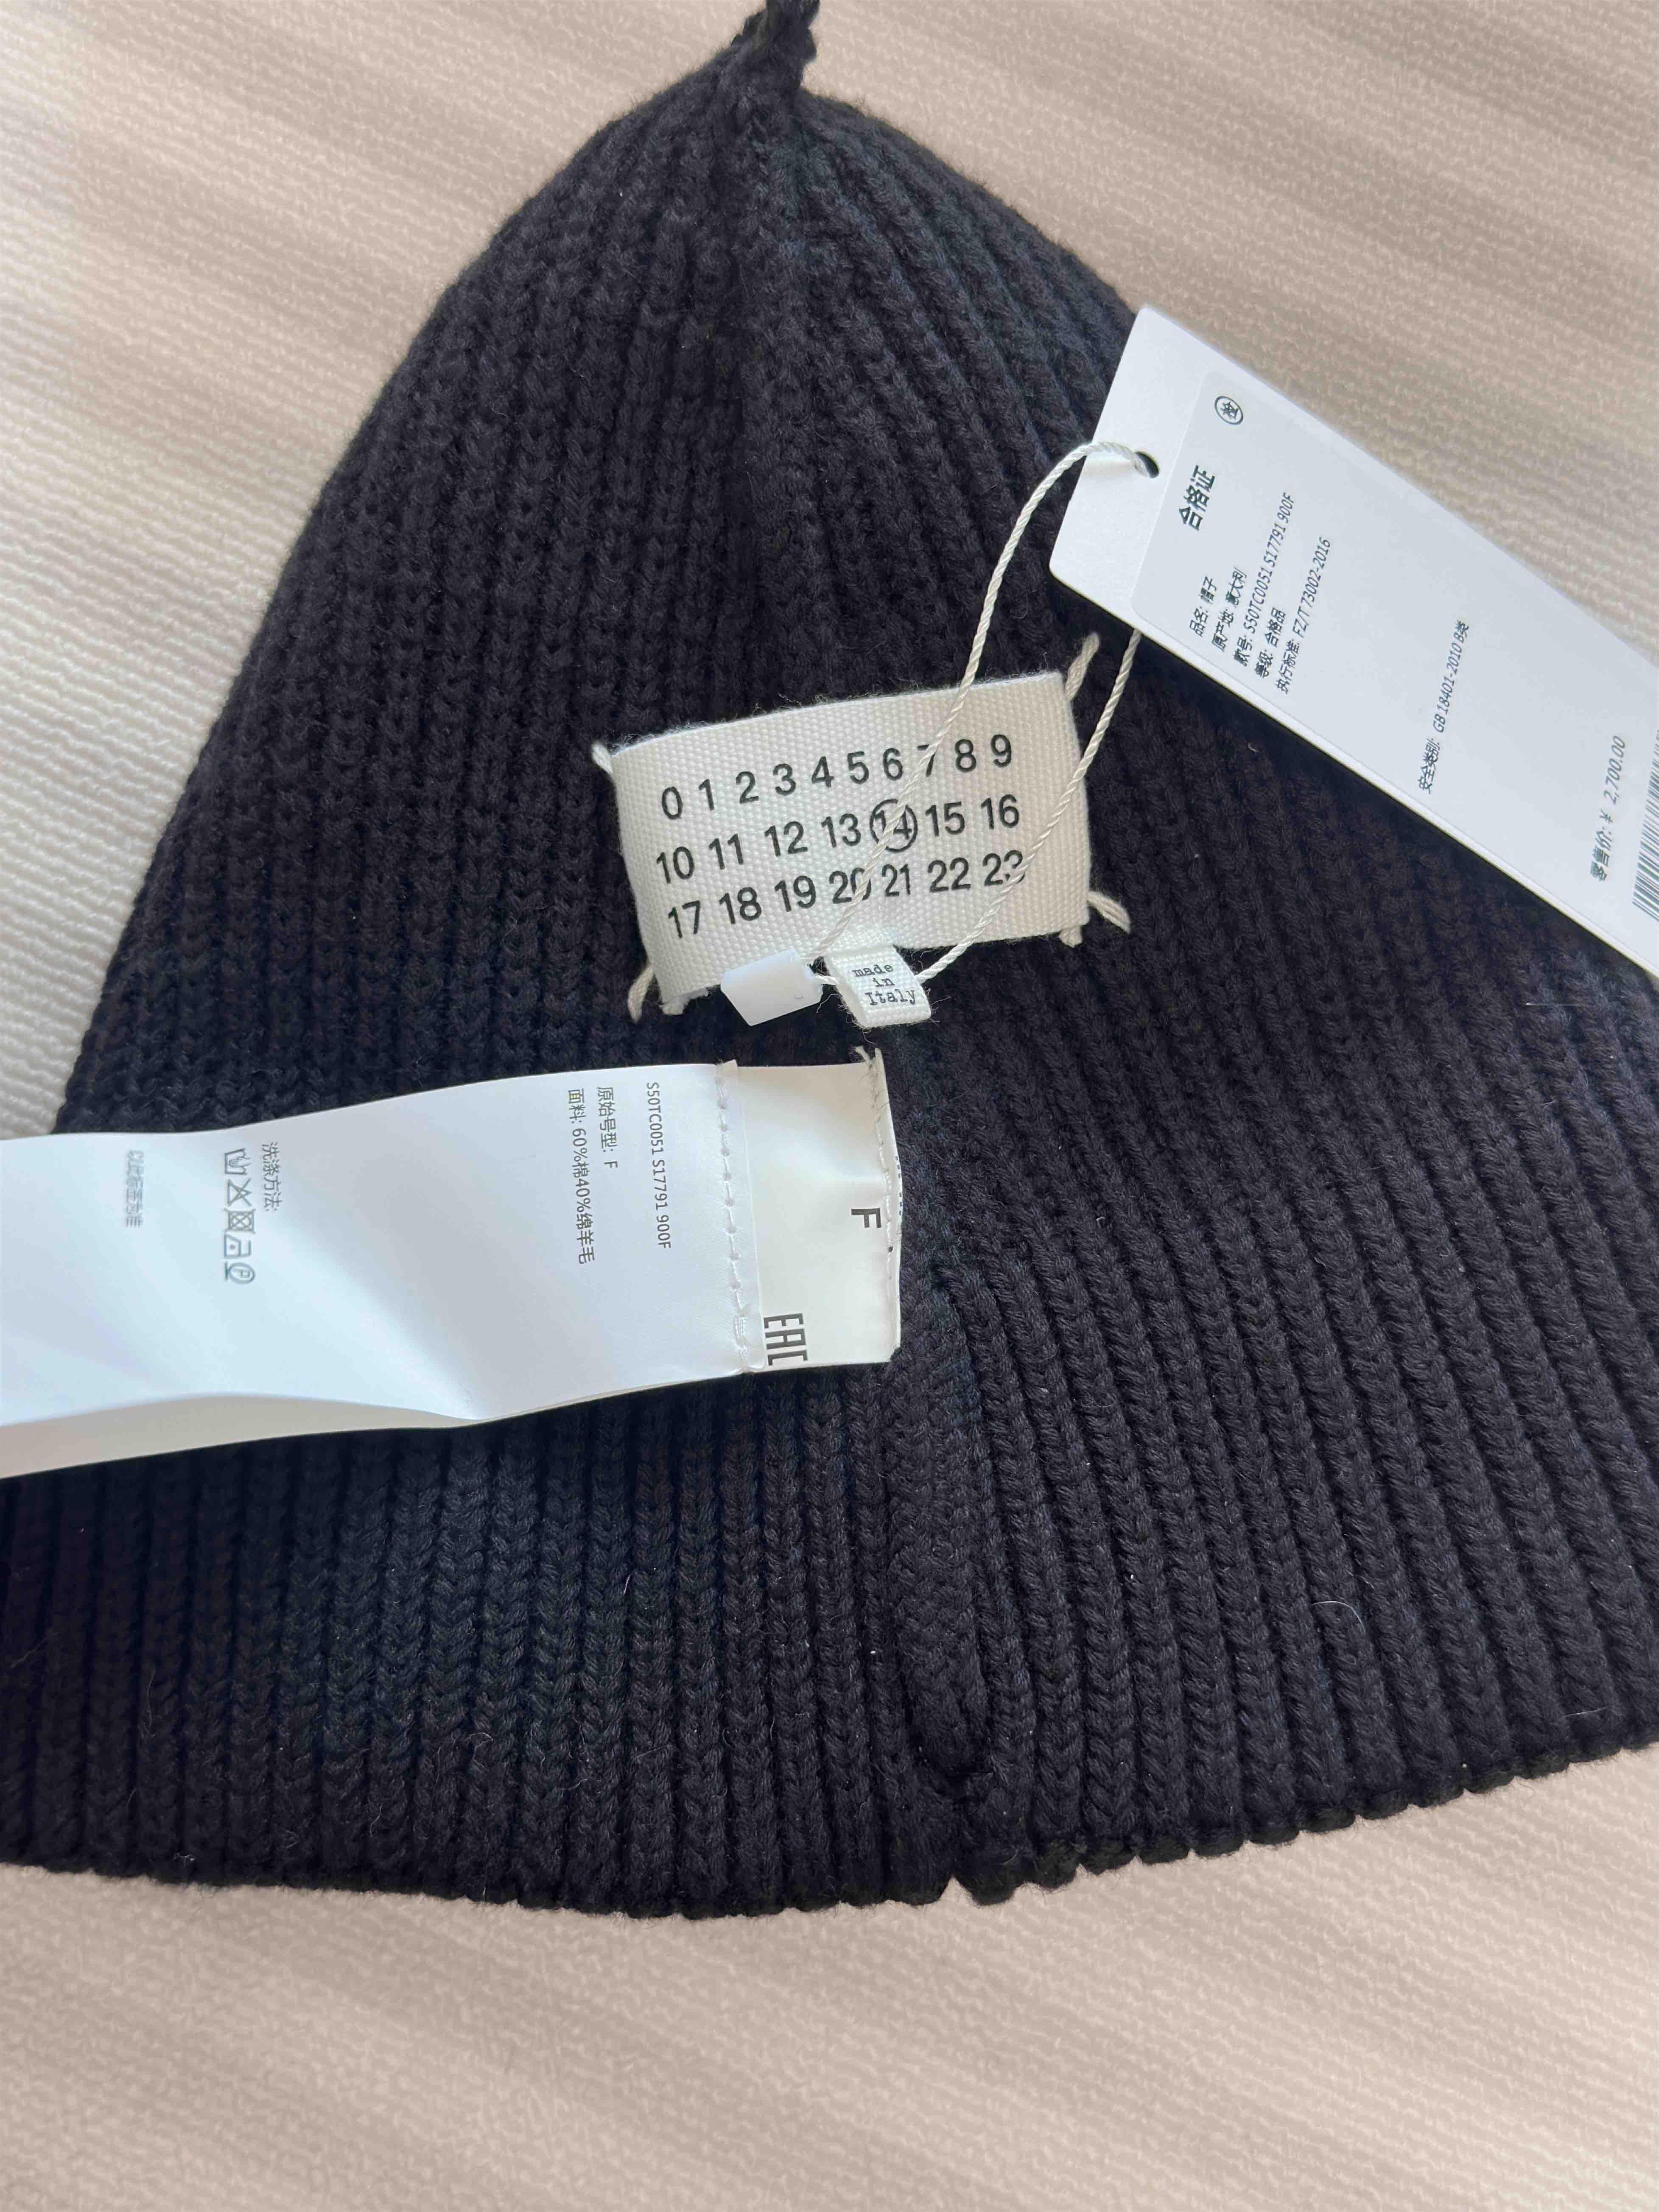 检
合格证
品名: 帽子
原产地: 意大利
款号: S50TC0051 S17791 900F
等级: 合格品
执行标准: FZ/T 73002-2016
安全类别: GB 18401-2010 B类
零售价: ¥ 2,700.00
0 1 2 3 4 5 6 7 8 9
10 11 12 13 14 15 16
17 18 19 20 21 22 23
made
in
Italy
F
EAC
S50TC0051 S17791 900F
原始号型: F
面料: 60%棉40%绵羊毛
洗涤方法: